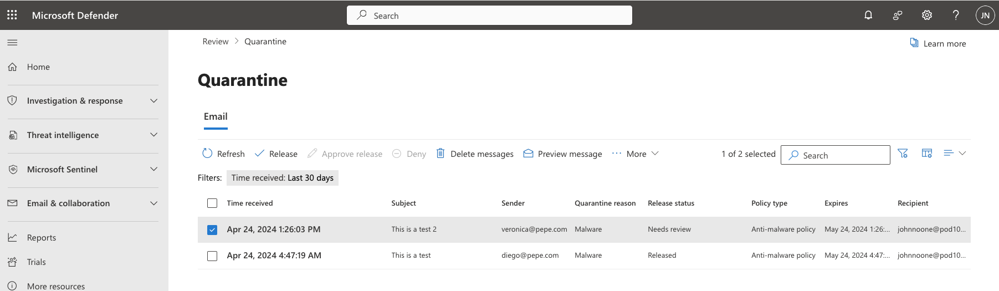 Microsoft Defender
Search
JN
Review > Quarantine
Learn more
Home
Quarantine
Investigation & response
Email
Threat intelligence
Refresh Release Approve release Deny Delete messages Preview message ··· More 1 of 2 selected Search
Microsoft Sentinel
Filters: Time received: Last 30 days
Email & collaboration
Time received Subject Sender Quarantine reason Release status Policy type Expires Recipient
Apr 24, 2024 1:26:03 PM This is a test 2 veronica@pepe.com Malware Needs review Anti-malware policy May 24, 2024 1:26:... johnnoone@pod10...
Reports
Apr 24, 2024 4:47:19 AM This is a test diego@pepe.com Malware Released Anti-malware policy May 24, 2024 4:47:... johnnoone@pod10...
Trials
More resources